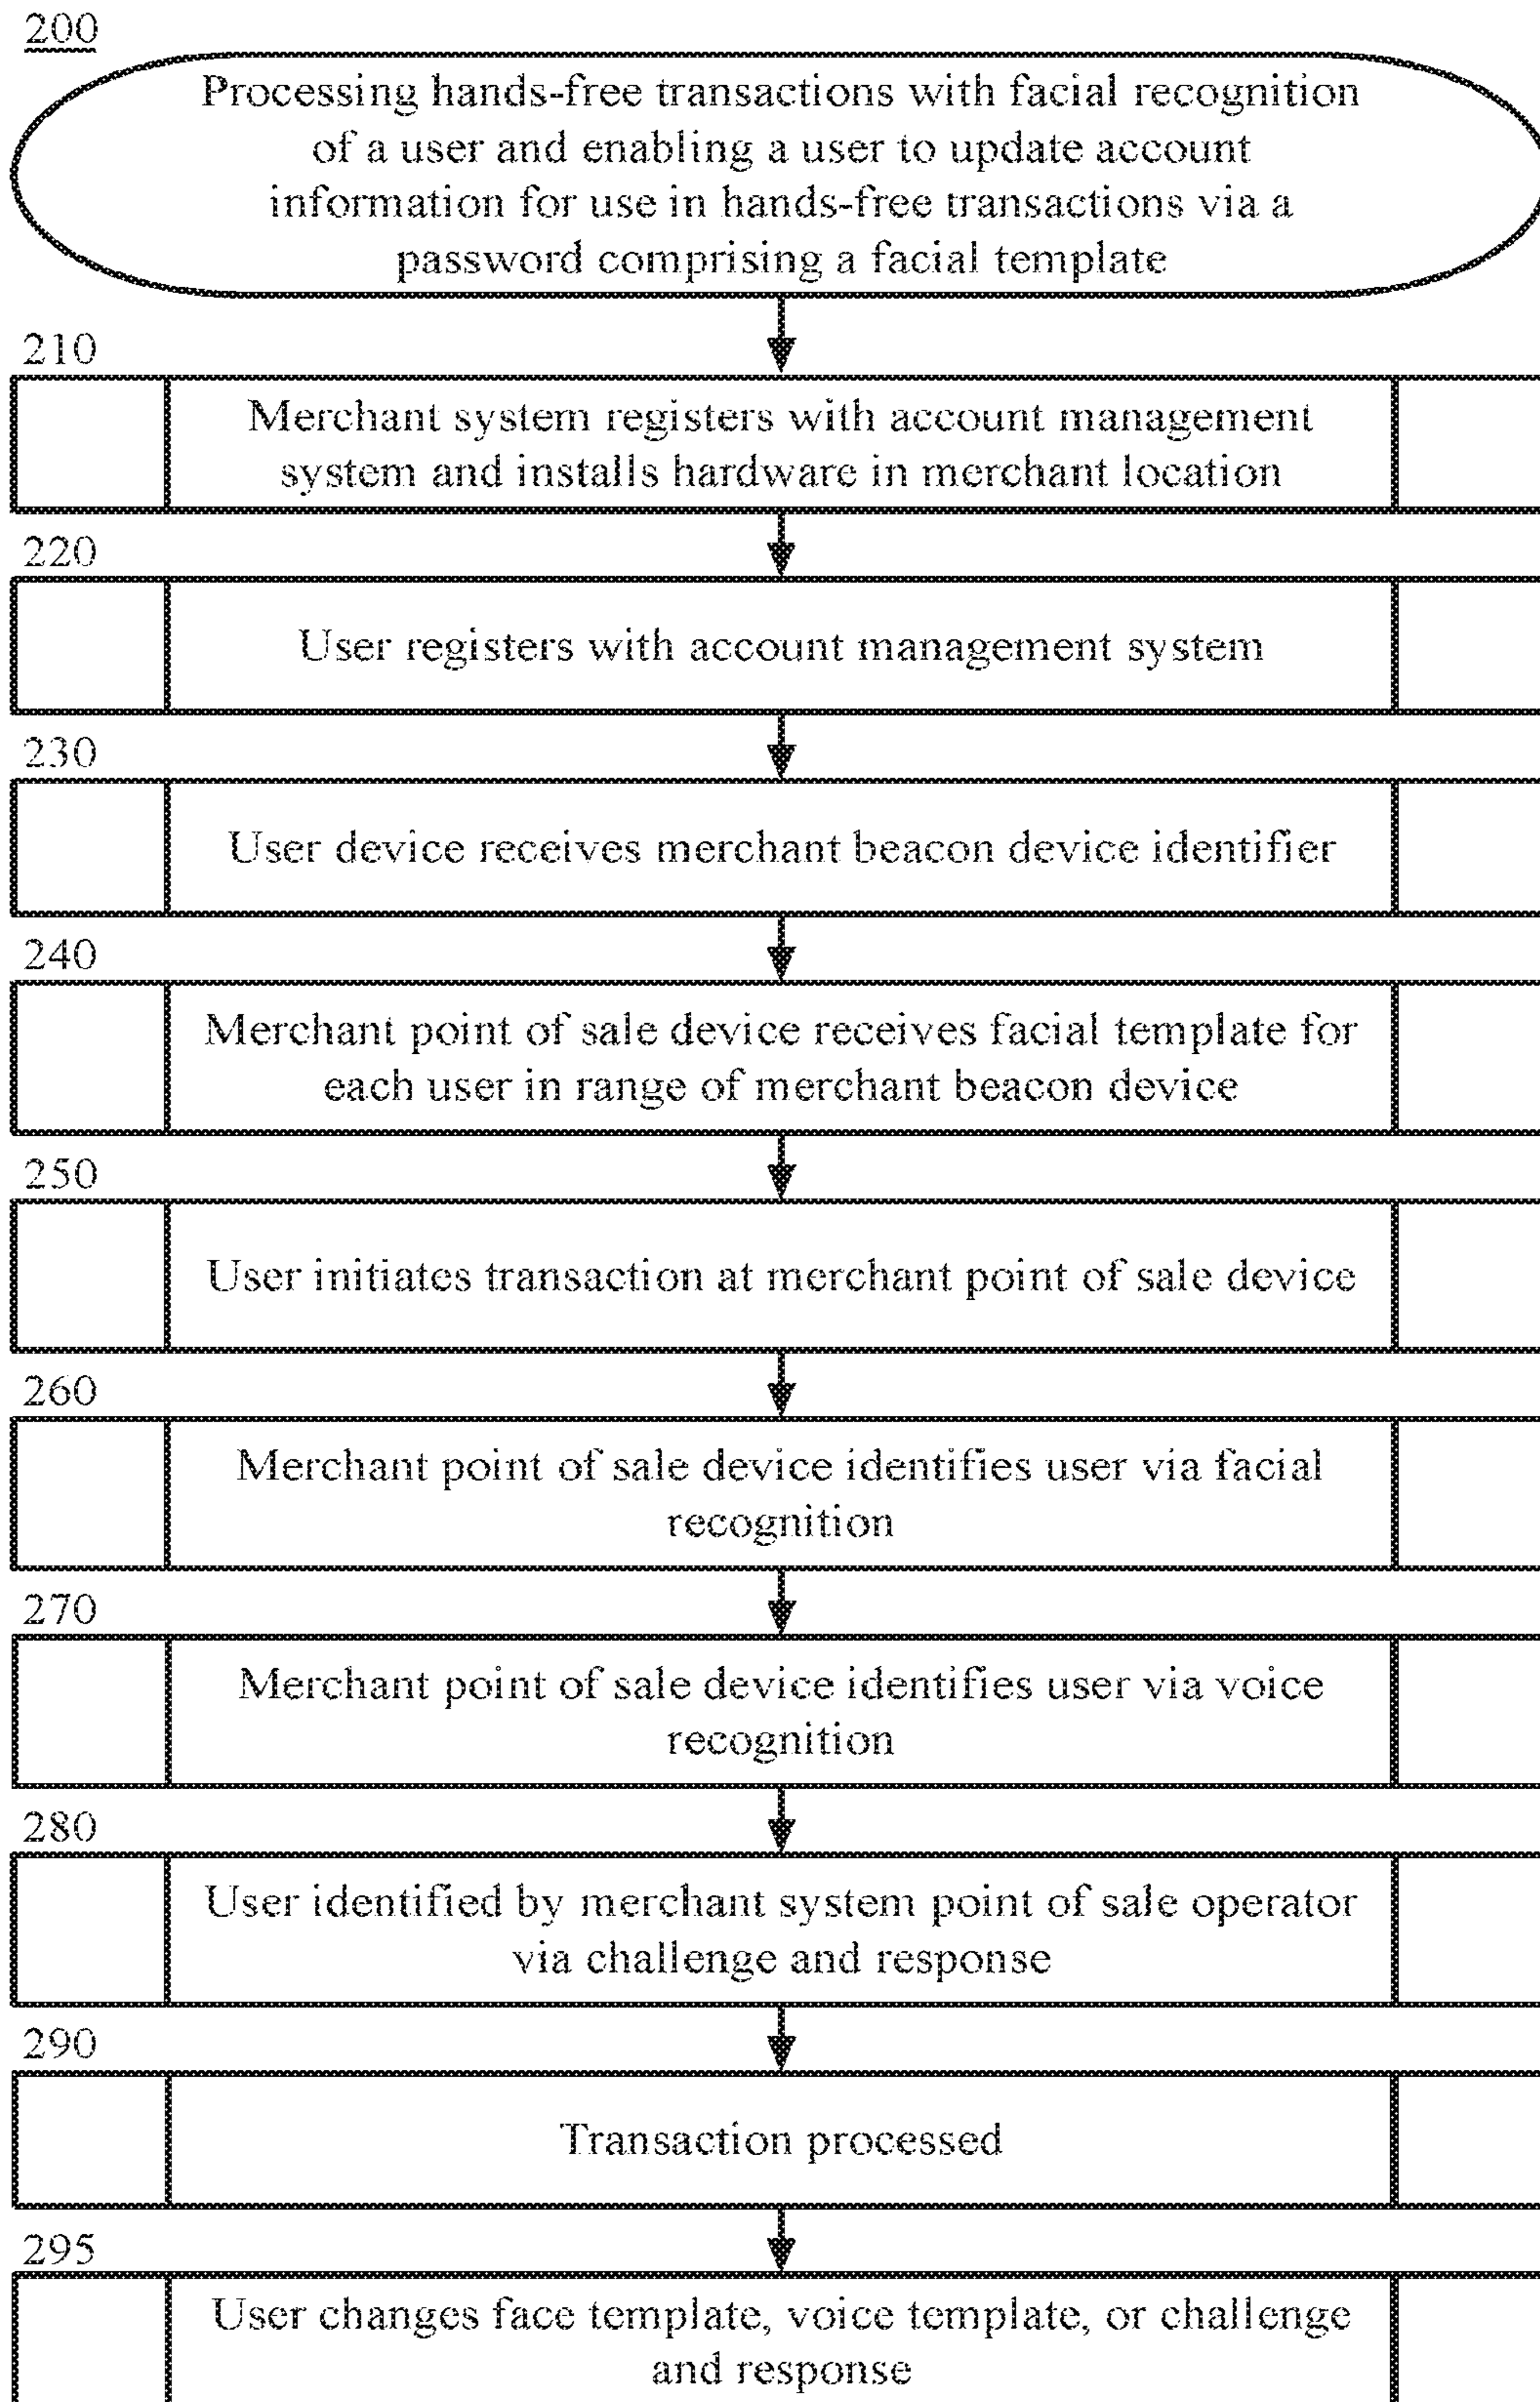 200
Processing hands-free transactions with facial recognition
of a user and enabling a user to update account
information for use in hands-free transactions via a
password comprising a facial template
210
Merchant system registers with account management
system and installs hardware in merchant location
220
User registers with account management system
230
User device receives merchant beacon device identifier
240
Merchant point of sale device receives facial template for
each user in range of merchant beacon device
250
User initiates transaction at merchant point of sale device
260
Merchant point of sale device identifies user via facial
recognition
270
Merchant point of sale device identifies user via voice
recognition
280
User identified by merchant system point of sale operator
via challenge and response
290
Transaction processed
295
User changes face template, voice template, or challenge
and response